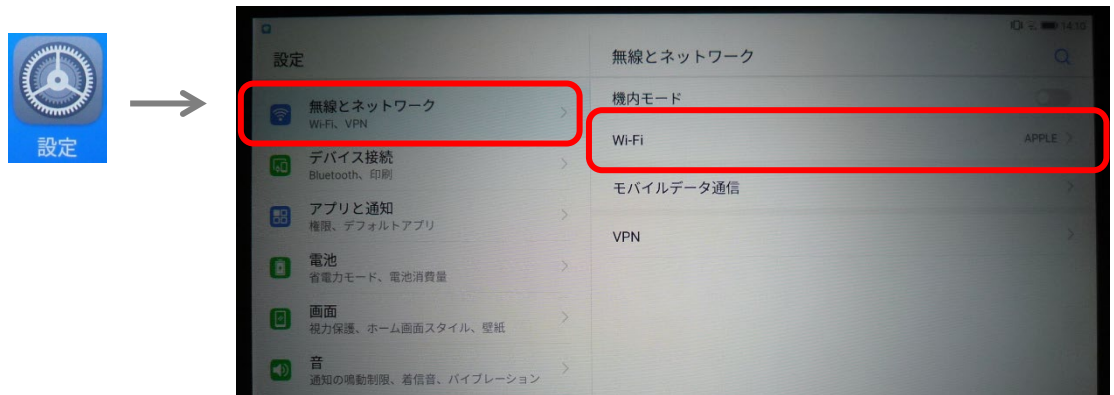 設定
14:10
設定
無線とネットワーク
Wi-Fi、VPN
デバイス接続
Bluetooth、印刷
アプリと通知
権限、デフォルトアプリ
電池
省電力モード、電池消費量
画面
視力保護、ホーム画面スタイル、壁紙
音
通知の鳴動制限、着信音、バイブレーション
無線とネットワーク
機内モード
Wi-Fi
APPLE
モバイルデータ通信
VPN